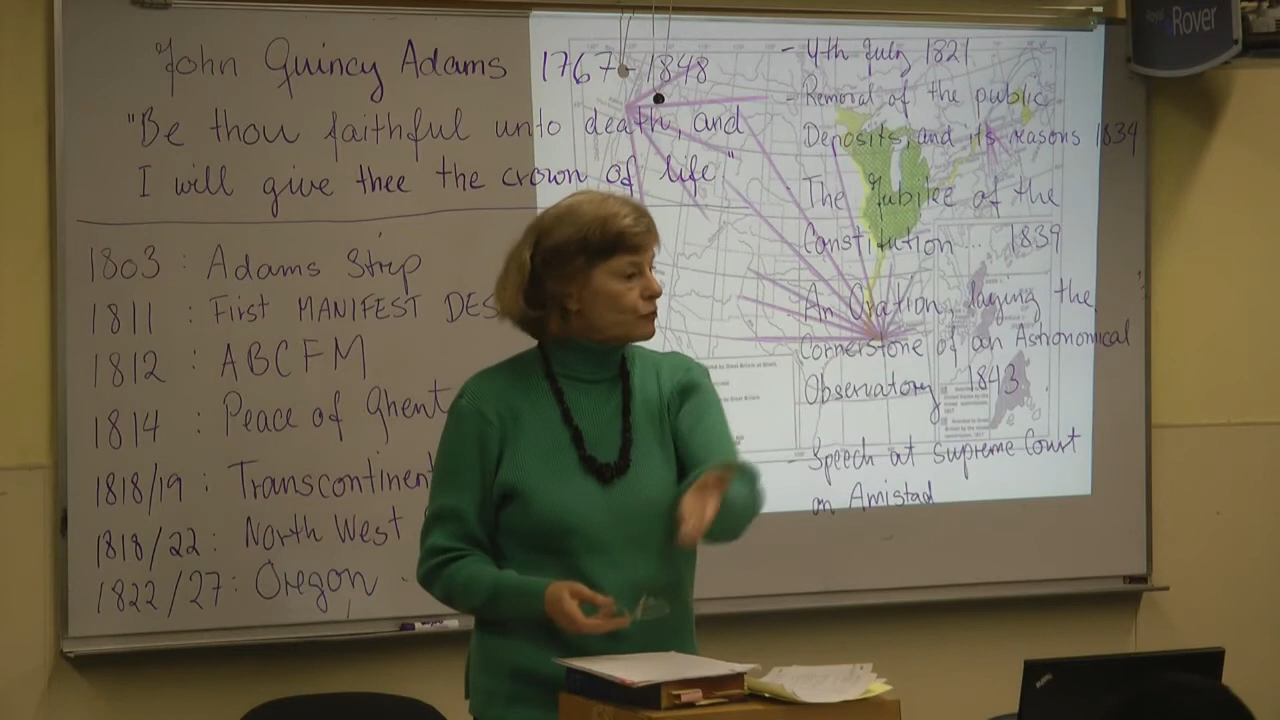 John Quincy Adams 1767 - 1848
"Be thou faithful unto death, and
I will give thee the crown of life."
1803 : Adams Strip
1811 : First MANIFEST DES
1812 : ABCFM
1814 : Peace of Ghent
1818/19 : Transcontinent
1818/22 : North West
1822/27 : Oregon
- 4th July 1821
- Removal of the public
Deposits, and its reasons 1834
- The Jubilee of the
Constitution ... 1839
- An Oration, laying the
Cornerstone of an Astronomical
Observatory 1843
- Speech at Supreme Court
on Amistad
Rover